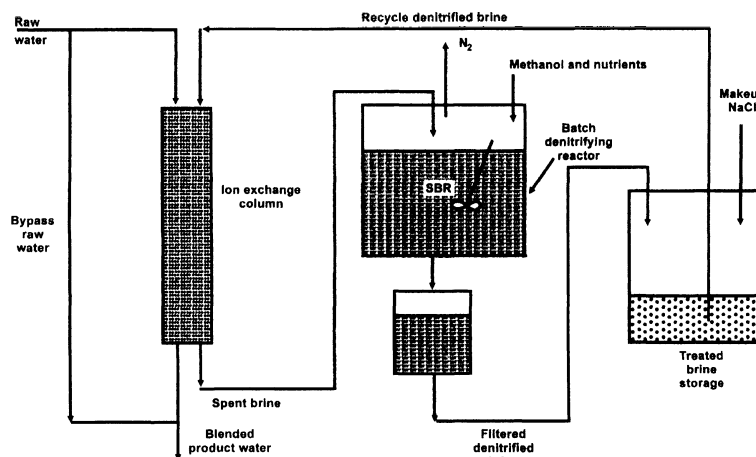 Raw
water
Recycle denitrified brine
N2
Methanol and nutrients
Makeu
NaCl
Batch
denitrifying
reactor
SBR
Ion exchange
column
Bypass
raw
water
Treated
brine
storage
Spent brine
Blended
product water
Filtered
denitrified